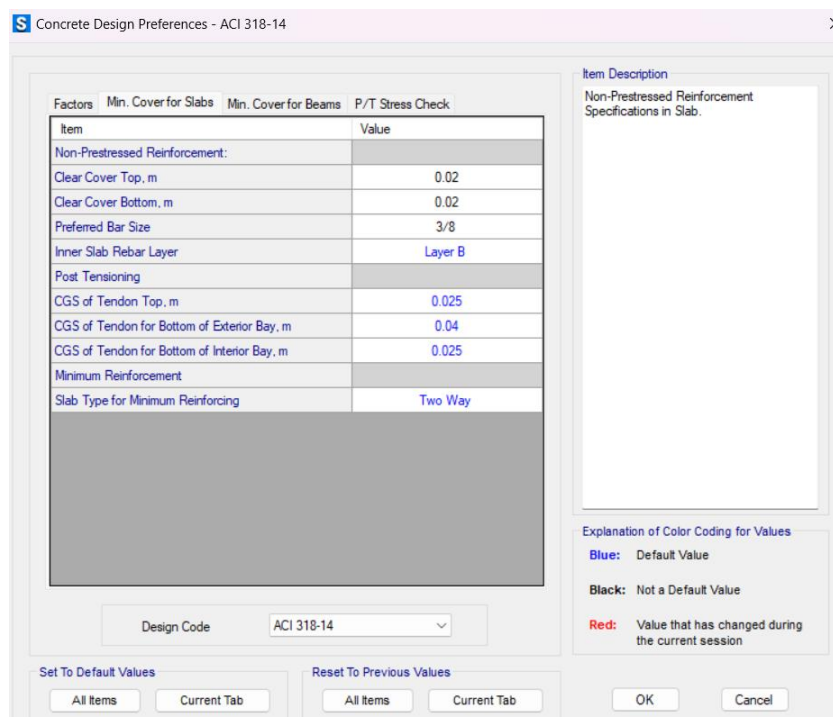 S Concrete Design Preferences - ACI 318-14
Factors Min. Cover for Slabs Min. Cover for Beams P/T Stress Check
Item Value
Non-Prestressed Reinforcement:
Clear Cover Top, m 0.02
Clear Cover Bottom, m 0.02
Preferred Bar Size 3/8
Inner Slab Rebar Layer Layer B
Post Tensioning
CGS of Tendon Top, m 0.025
CGS of Tendon for Bottom of Exterior Bay, m 0.04
CGS of Tendon for Bottom of Interior Bay, m 0.025
Minimum Reinforcement
Slab Type for Minimum Reinforcing Two Way
Design Code ACI 318-14
Set To Default Values
All Items Current Tab
Reset To Previous Values
All Items Current Tab
Item Description
Non-Prestressed Reinforcement
Specifications in Slab.
Explanation of Color Coding for Values
Blue: Default Value
Black: Not a Default Value
Red: Value that has changed during
the current session
OK Cancel